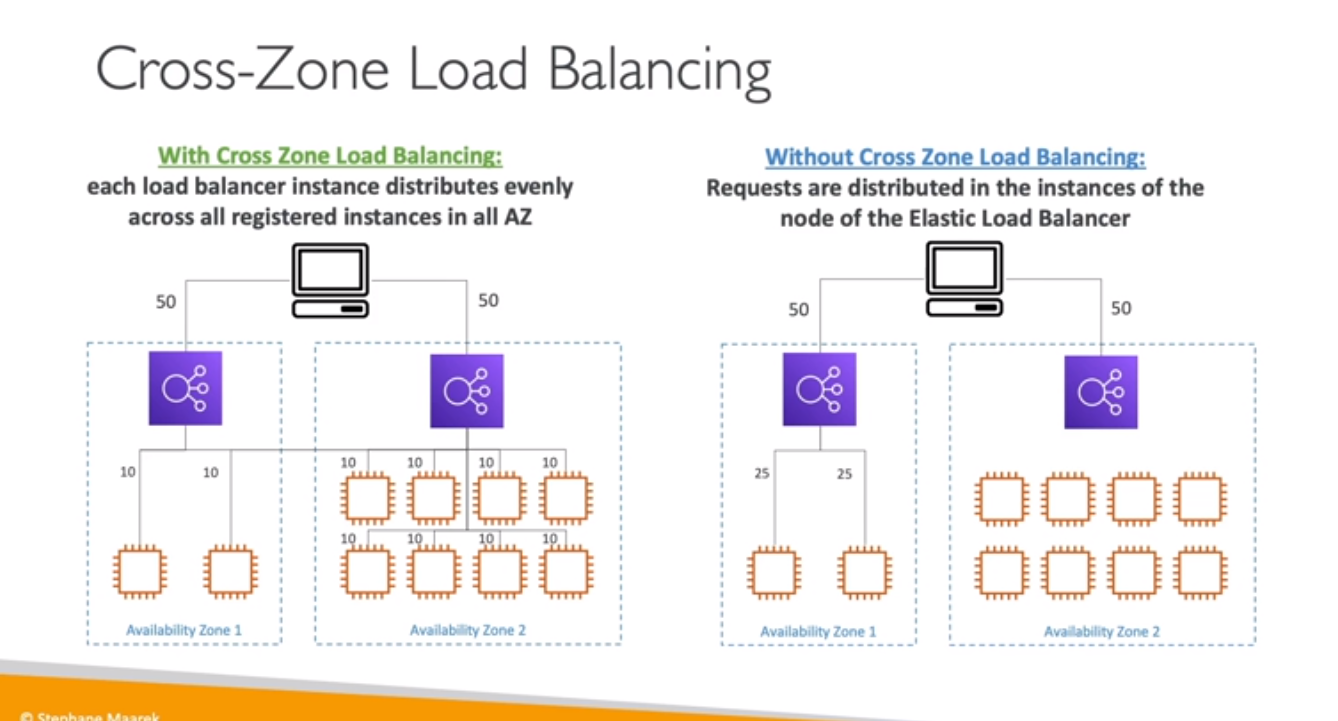 Cross-Zone Load Balancing
With Cross Zone Load Balancing:
each load balancer instance distributes evenly
across all registered instances in all AZ
50
50
10
10
10
10
10
10
10
10
10
10
Availability Zone 1
Availability Zone 2
Without Cross Zone Load Balancing:
Requests are distributed in the instances of the
node of the Elastic Load Balancer
50
50
25
25
Availability Zone 1
Availability Zone 2
© Stephane Maarek